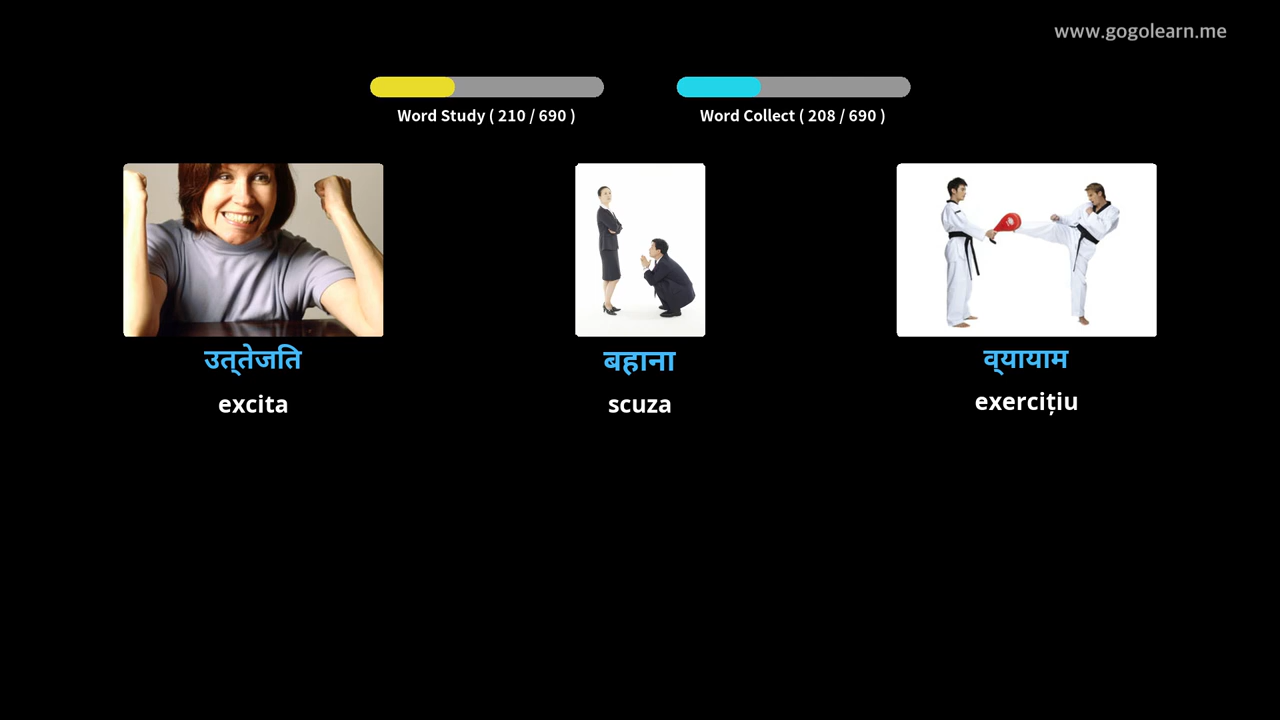 www.gogolearn.me
Word Study ( 210 / 690 )
Word Collect ( 208 / 690 )
उत्‌तेजति
बहाना
व्‌यायाम
excita
scuza
exercițiu